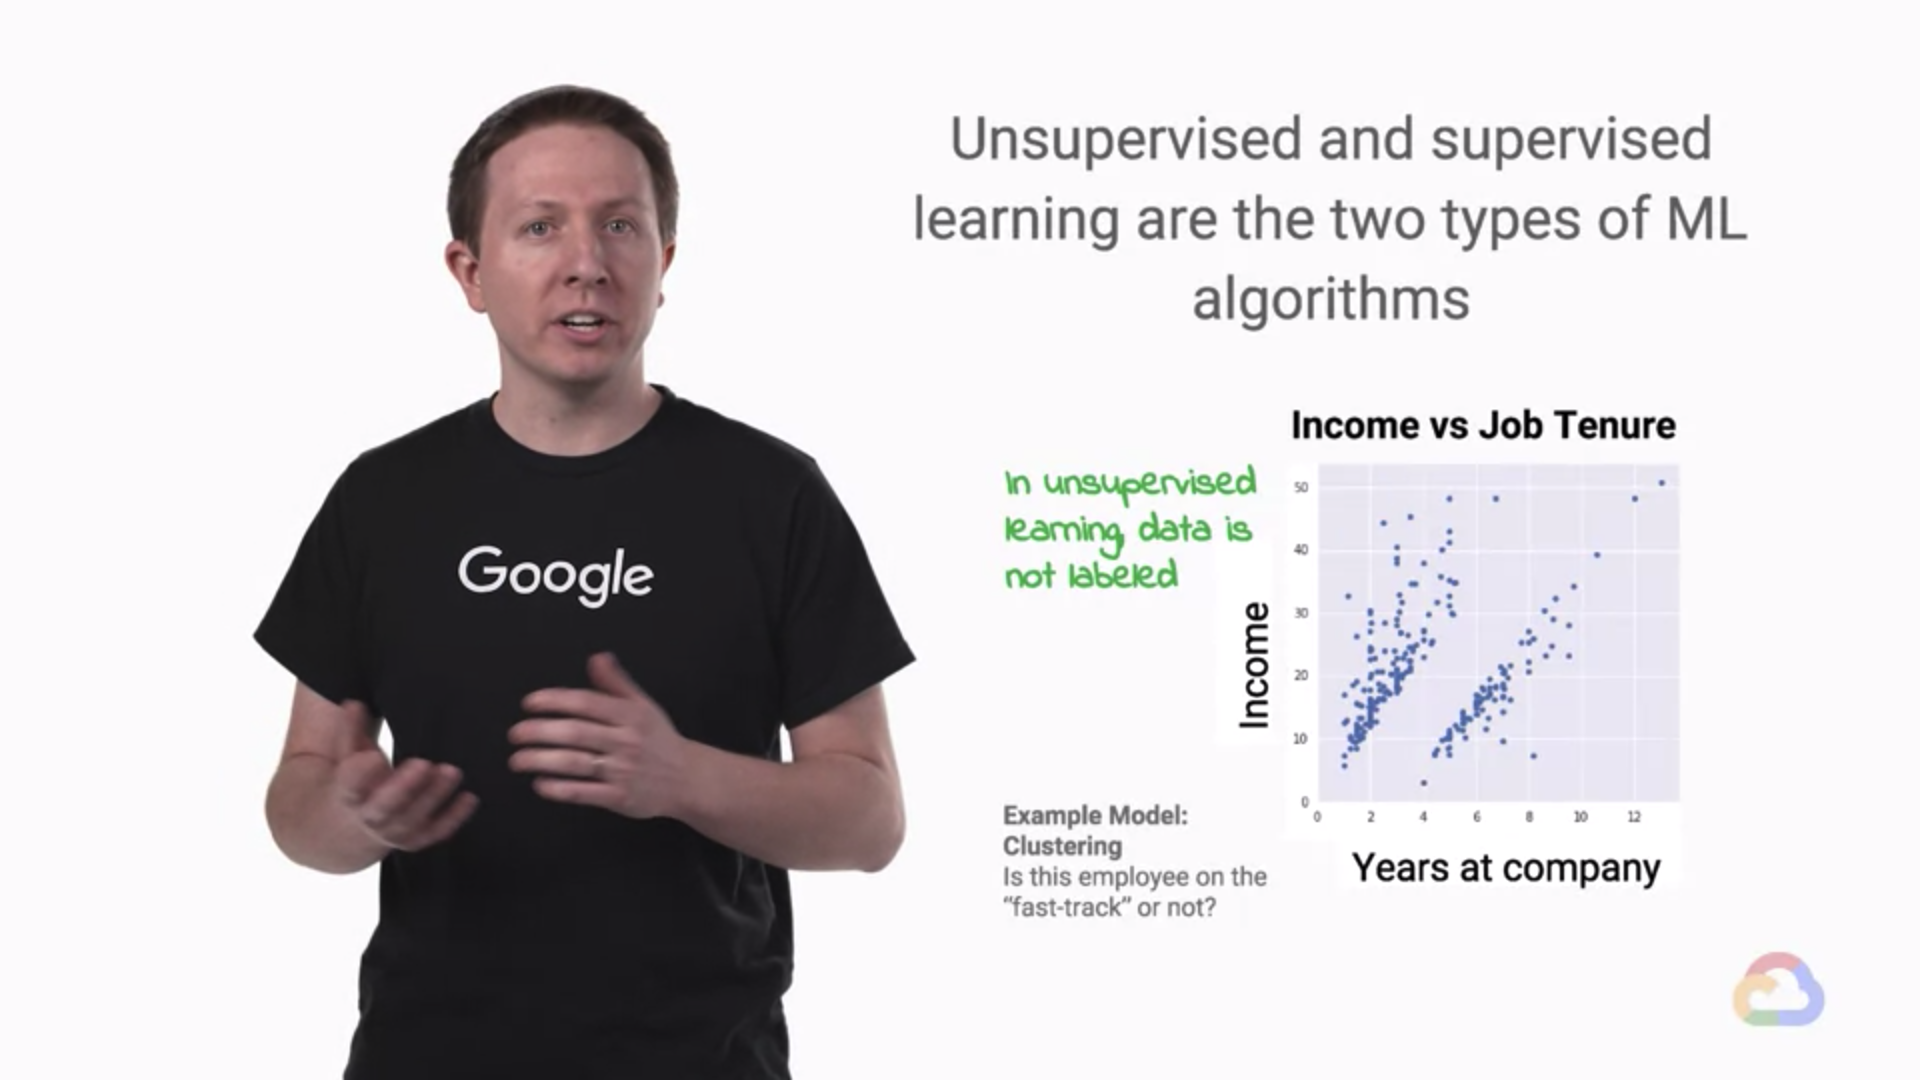 Unsupervised and supervised
learning are the two types of ML
algorithms
Google
In unsupervised
learning, data is
not labeled
Income vs Job Tenure
50
40
30
20
10
0
Income
0 2 4 6 8 10 12
Years at company
Example Model:
Clustering
Is this employee on the
“fast-track” or not?